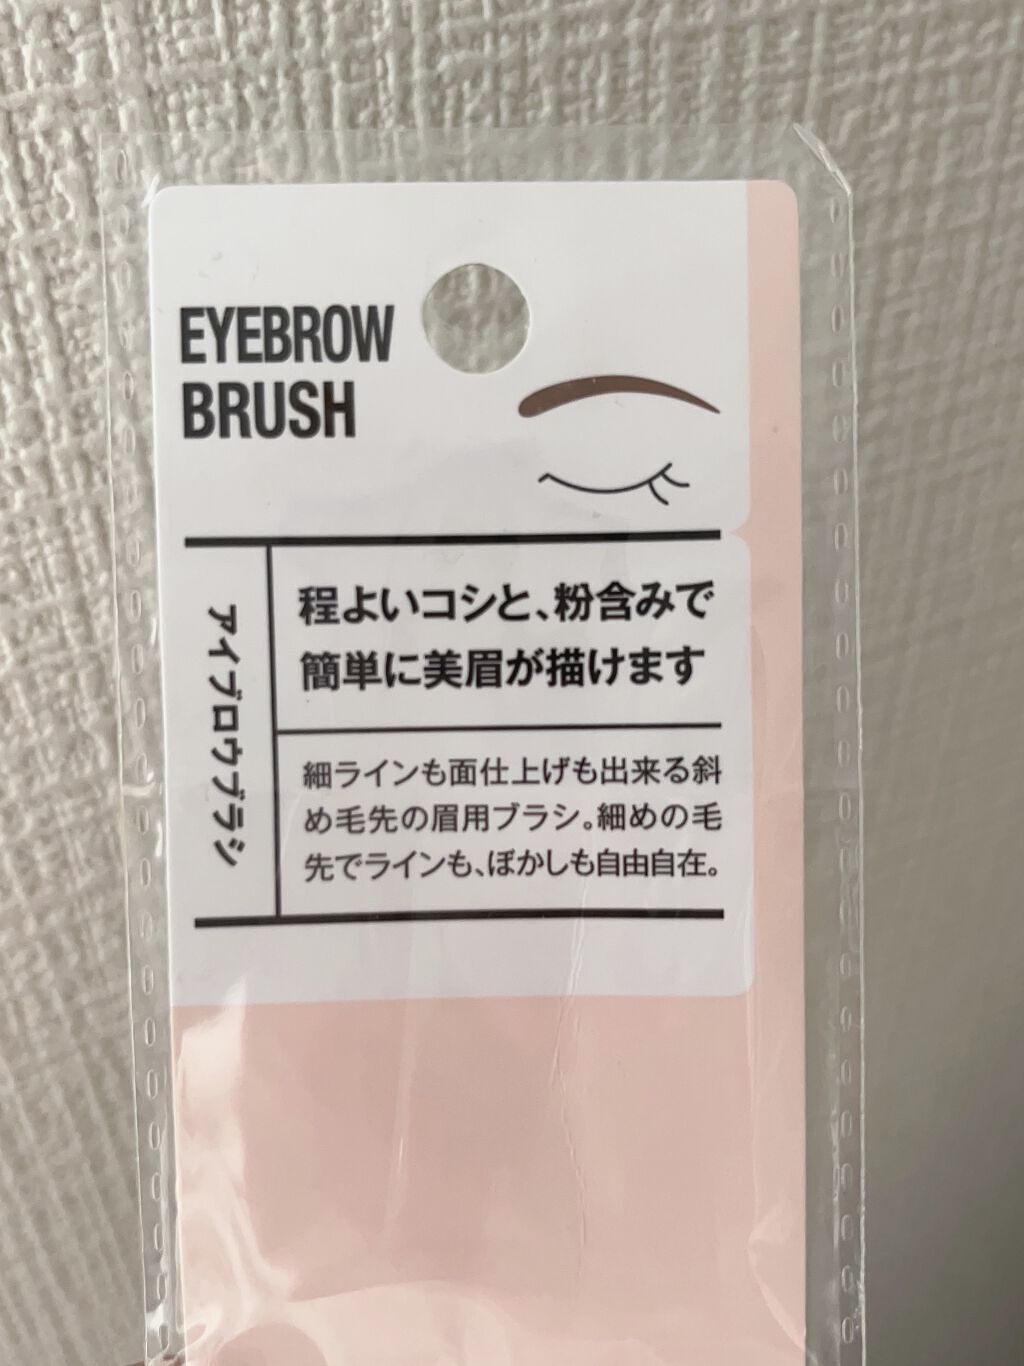 EYEBROW
BRUSH
アイブロウブラシ
程よいコシと、粉含みで
簡単に美眉が描けます
細ラインも面仕上げも出来る斜
め毛先の眉用ブラシ。細めの毛
先でラインも、ぼかしも自由自在。